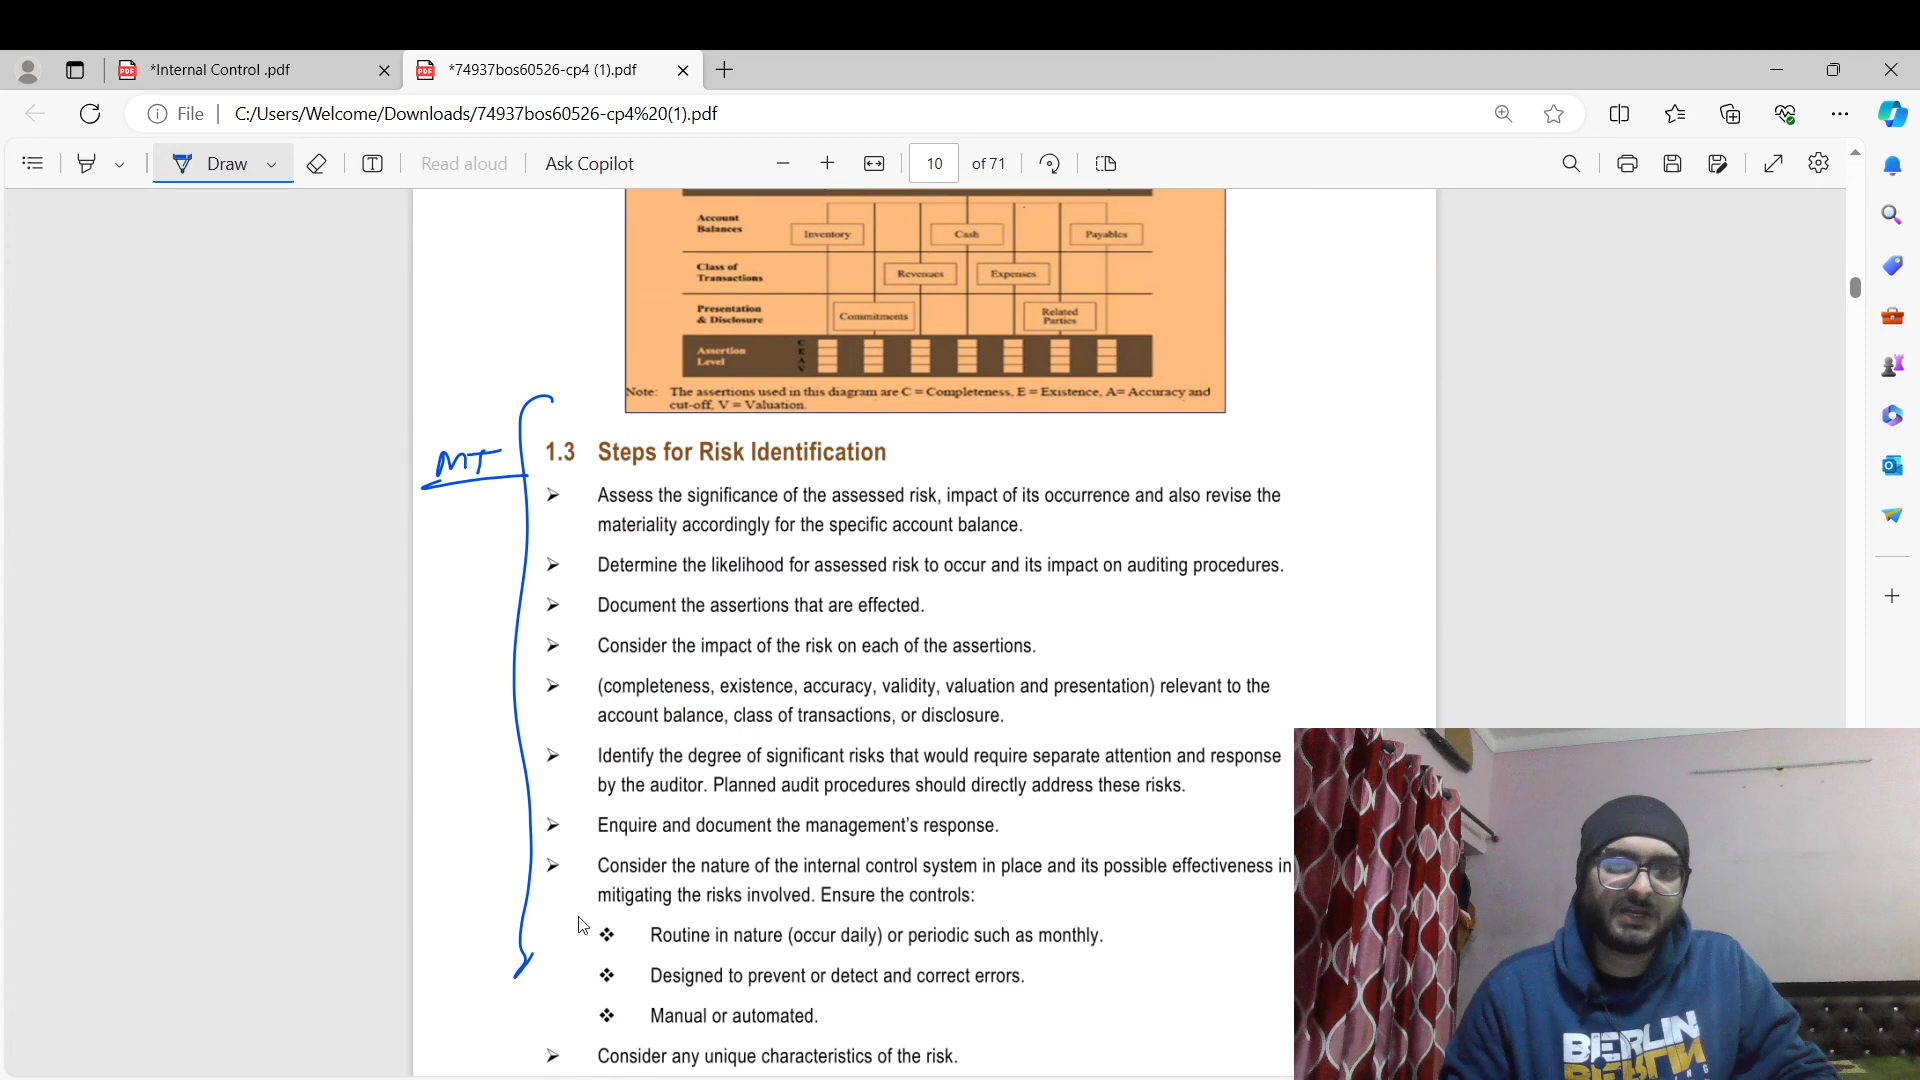 *Internal Control .pdf
*74937bos60526-cp4 (1).pdf
File
C:/Users/Welcome/Downloads/74937bos60526-cp4%20(1).pdf
Draw
Read aloud
Ask Copilot
10
of 71
Account
Balances
Inventory
Cash
Payables
Class of
Transactions
Revenues
Expenses
Presentation
& Disclosure
Commitments
Related
Parties
Assertion
Level
C
E
A
V
Note: The assertions used in this diagram are C = Completeness, E = Existence, A= Accuracy and
cut-off, V = Valuation.
MT
1.3 Steps for Risk Identification
Assess the significance of the assessed risk, impact of its occurrence and also revise the
materiality accordingly for the specific account balance.
Determine the likelihood for assessed risk to occur and its impact on auditing procedures.
Document the assertions that are effected.
Consider the impact of the risk on each of the assertions.
(completeness, existence, accuracy, validity, valuation and presentation) relevant to the
account balance, class of transactions, or disclosure.
Identify the degree of significant risks that would require separate attention and response
by the auditor. Planned audit procedures should directly address these risks.
Enquire and document the management's response.
Consider the nature of the internal control system in place and its possible effectiveness in
mitigating the risks involved. Ensure the controls:
Routine in nature (occur daily) or periodic such as monthly.
Designed to prevent or detect and correct errors.
Manual or automated.
Consider any unique characteristics of the risk.
BERLIN
BERLIN